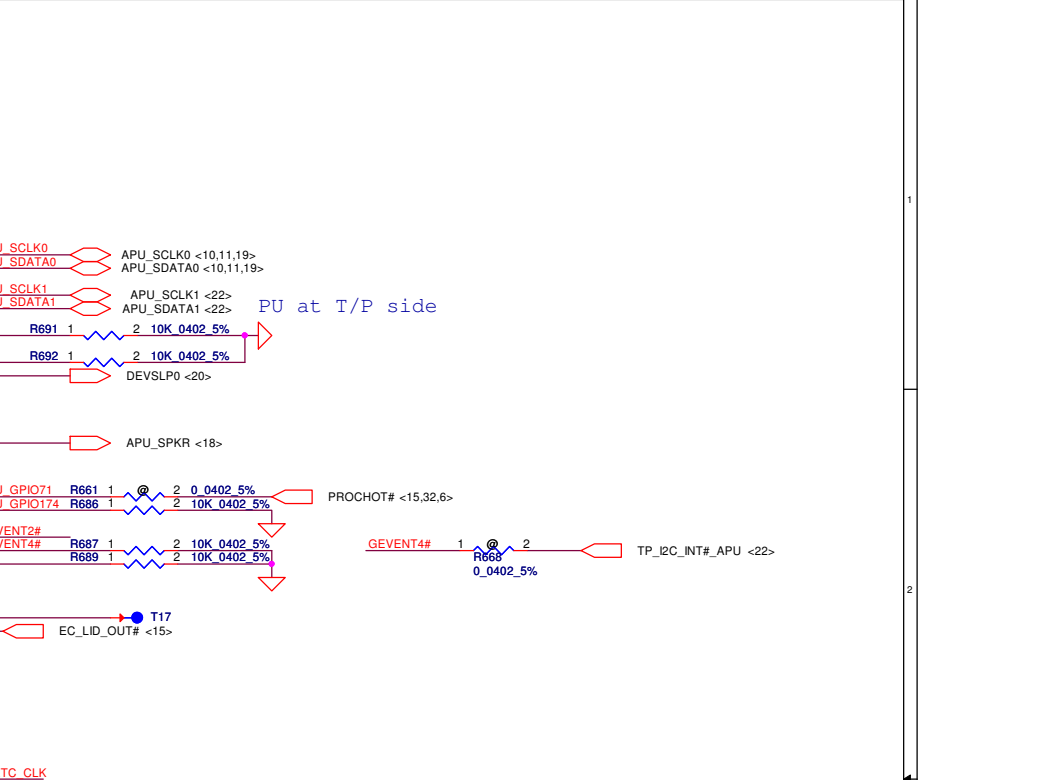 1
U_SCLK0 APU_SCLK0 <10,11,19>
U_SDATA0 APU_SDATA0 <10,11,19>
U_SCLK1 APU_SCLK1 <22>
U_SDATA1 APU_SDATA1 <22> PU at T/P side
R691 1 2 10K_0402_5%
R692 1 2 10K_0402_5%
DEVSLP0 <20>
APU_SPKR <18>
U_GPIO71 R661 1 @ 2 0_0402_5% PROCHOT# <15,32,6>
U_GPIO174 R686 1 2 10K_0402_5%
VENT2#
VENT4# R687 1 2 10K_0402_5% GEVENT4# 1 @ 2 TP_I2C_INT#_APU <22>
R689 1 2 10K_0402_5% R668
0_0402_5%
2
T17
EC_LID_OUT# <15>
TC_CLK